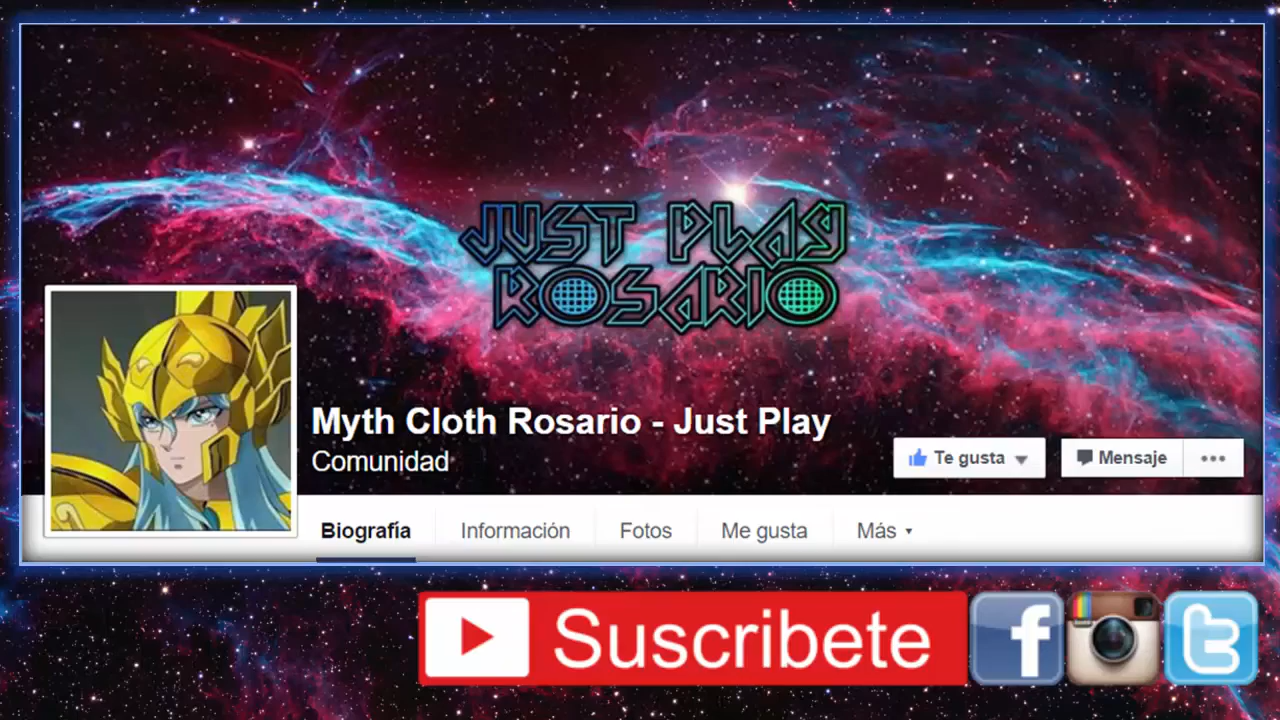 JUST PLAY
ROSARIO
Myth Cloth Rosario - Just Play
Comunidad
Te gusta
Mensaje
Biografía
Información
Fotos
Me gusta
Más
Suscribete